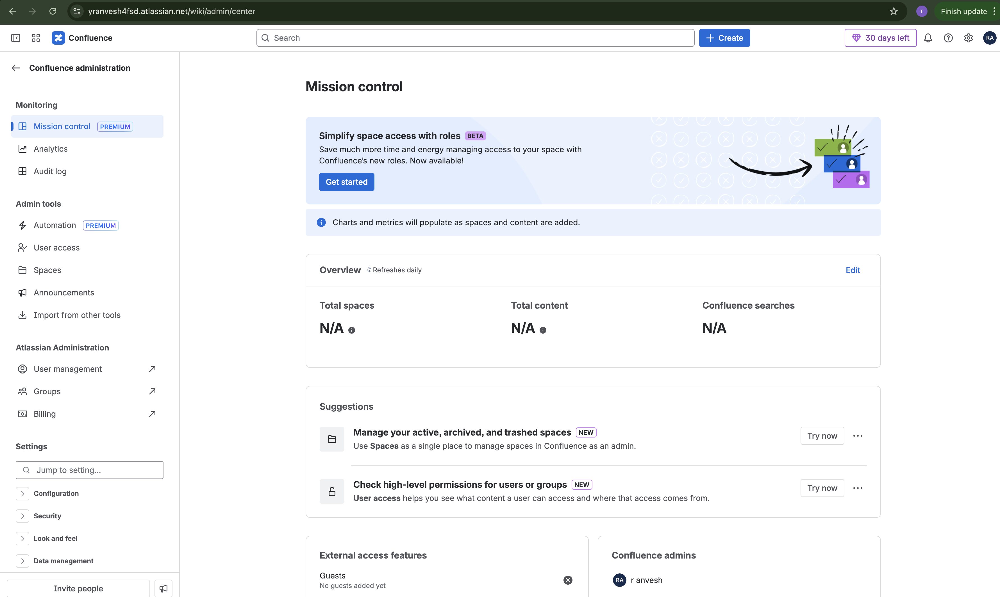 yranvesh4fsd.atlassian.net/wiki/admin/center
r
Finish update
Confluence
Search
Create
30 days left
RA
Confluence administration
Monitoring
Mission control PREMIUM
Analytics
Audit log
Admin tools
Automation PREMIUM
User access
Spaces
Announcements
Import from other tools
Atlassian Administration
User management
Groups
Billing
Settings
Jump to setting...
Configuration
Security
Look and feel
Data management
Invite people
Mission control
Simplify space access with roles BETA
Save much more time and energy managing access to your space with
Confluence’s new roles. Now available!
Get started
Charts and metrics will populate as spaces and content are added.
Overview Refreshes daily
Edit
Total spaces
N/A
Total content
N/A
Confluence searches
N/A
Suggestions
Manage your active, archived, and trashed spaces NEW
Use Spaces as a single place to manage spaces in Confluence as an admin.
Try now
Check high-level permissions for users or groups NEW
User access helps you see what content a user can access and where that access comes from.
Try now
External access features
Guests
No guests added yet
Confluence admins
RA r anvesh